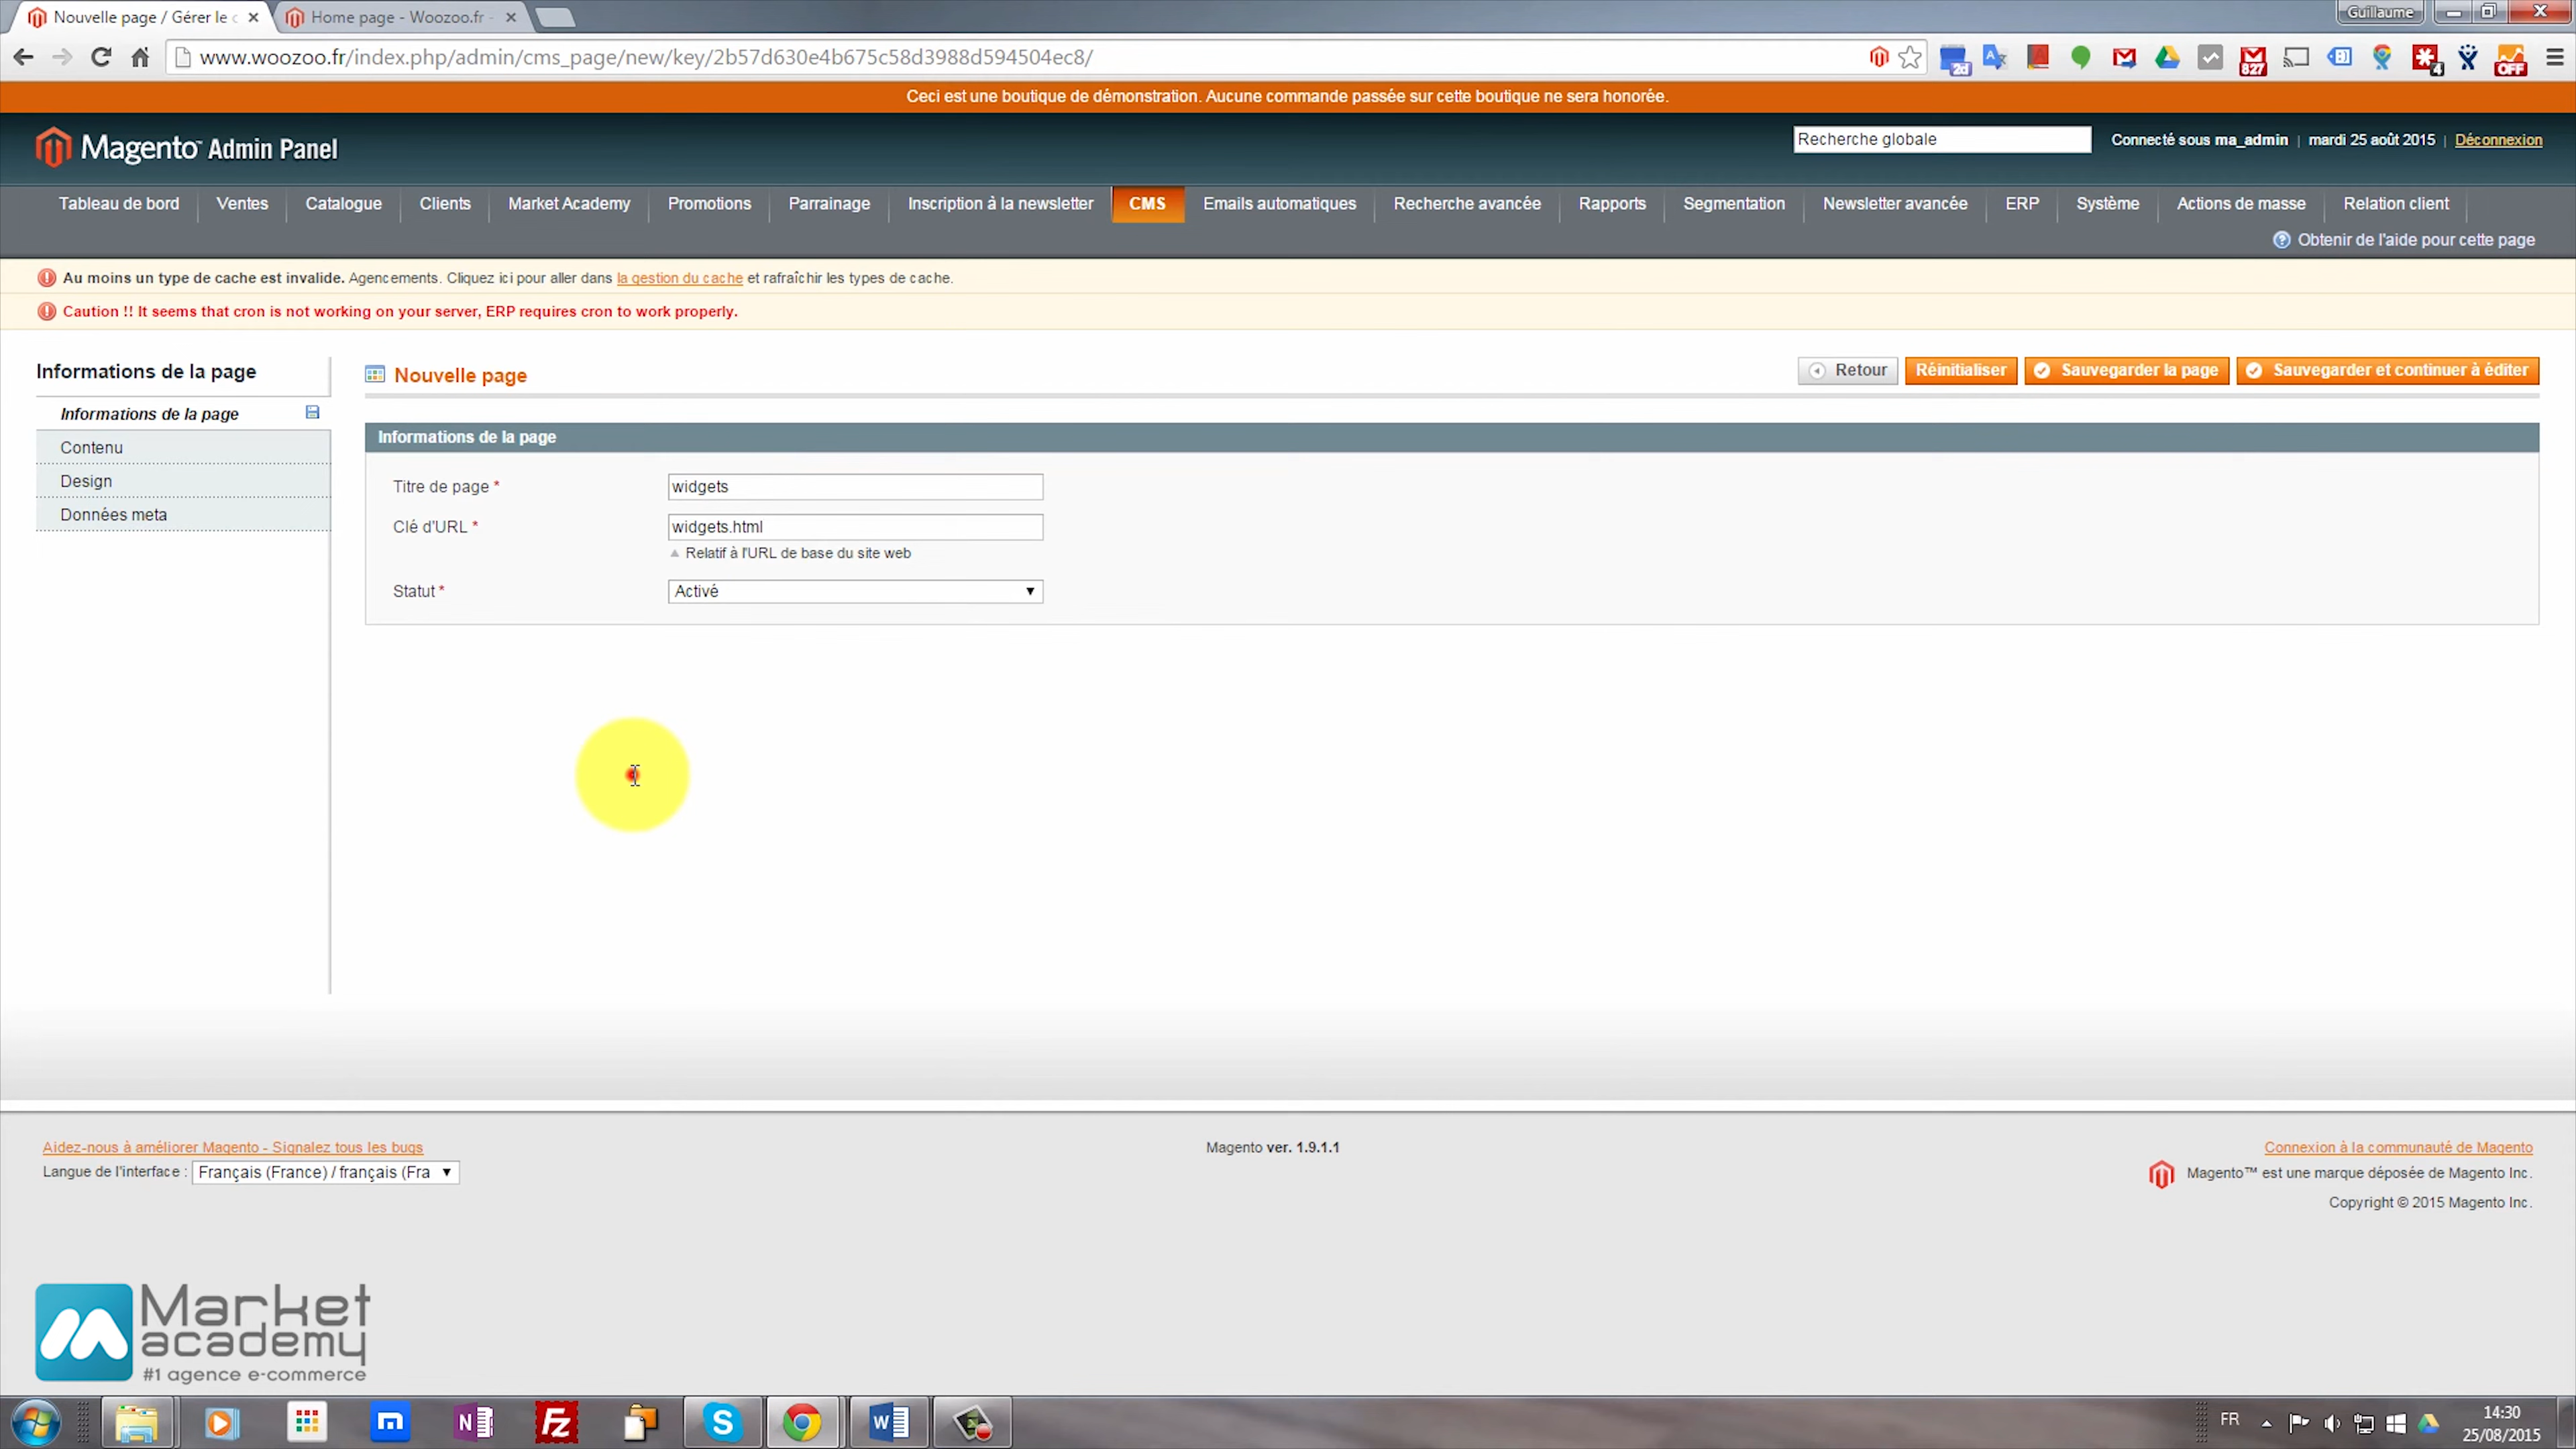 Nouvelle page / Gérer le c
Home page - Woozoo.fr -
Guillaume
www.woozoo.fr/index.php/admin/cms_page/new/key/2b57d630e4b675c58d3988d594504ec8/
2d
827
4
OFF
Ceci est une boutique de démonstration. Aucune commande passée sur cette boutique ne sera honorée.
Magento™ Admin Panel
Recherche globale
Connecté sous ma_admin | mardi 25 août 2015 | Déconnexion
Tableau de bord Ventes Catalogue Clients Market Academy Promotions Parrainage Inscription à la newsletter CMS Emails automatiques Recherche avancée Rapports Segmentation Newsletter avancée ERP Système Actions de masse Relation client
Obtenir de l'aide pour cette page
Au moins un type de cache est invalide. Agencements. Cliquez ici pour aller dans la gestion du cache et rafraîchir les types de cache.
Caution !! It seems that cron is not working on your server, ERP requires cron to work properly.
Informations de la page
Informations de la page
Contenu
Design
Données meta
Nouvelle page
Retour Réinitialiser Sauvegarder la page Sauvegarder et continuer à éditer
Informations de la page
Titre de page * widgets
Clé d'URL * widgets.html
Relatif à l'URL de base du site web
Statut * Activé
Aidez-nous à améliorer Magento - Signalez tous les bugs
Langue de l'interface : Français (France) / français (Fra
Magento ver. 1.9.1.1
Connexion à la communauté de Magento
Magento™ est une marque déposée de Magento Inc.
Copyright © 2015 Magento Inc.
Market
academy
#1 agence e-commerce
FR
14:30
25/08/2015